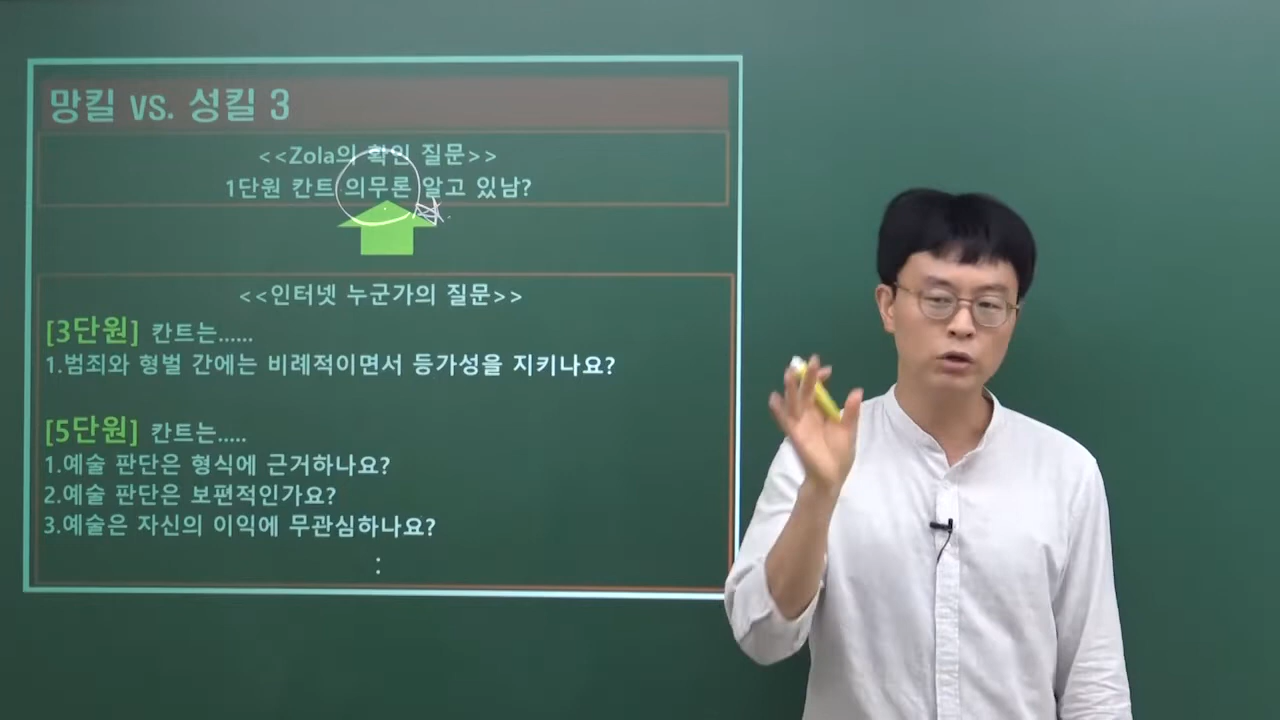 망킬 vs. 성킬 3
<<Zola의 확인 질문>>
1단원 칸트 의무론 알고 있남?
<<인터넷 누군가의 질문>>
[3단원] 칸트는......
1.범죄와 형벌 간에는 비례적이면서 등가성을 지키나요?
[5단원] 칸트는.....
1.예술 판단은 형식에 근거하나요?
2.예술 판단은 보편적인가요?
3.예술은 자신의 이익에 무관심하나요?
: